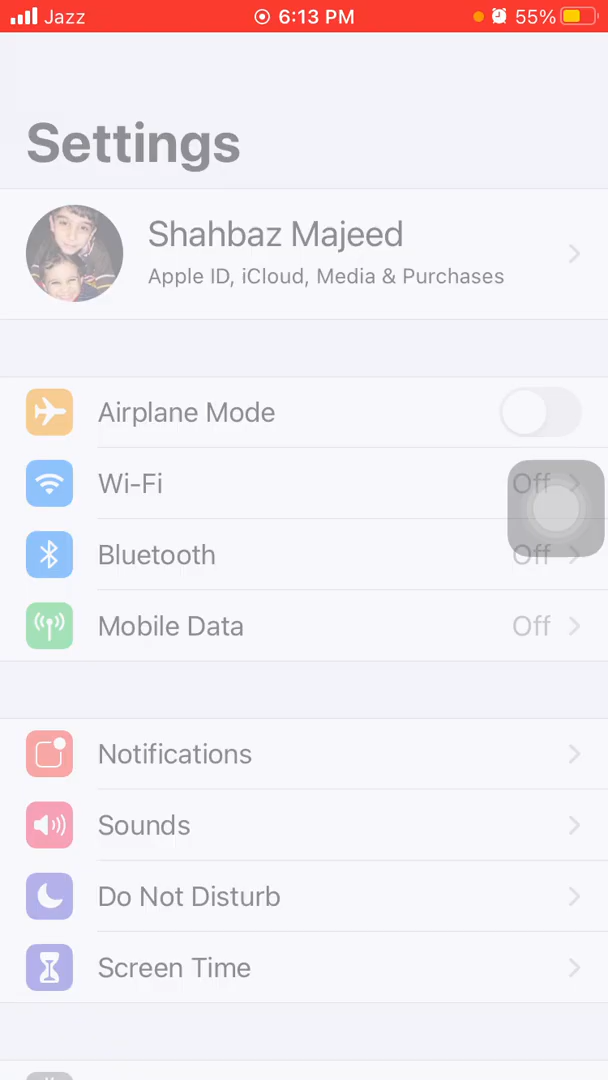 Jazz 6:13 PM 55%
Settings
Shahbaz Majeed
Apple ID, iCloud, Media & Purchases
Airplane Mode
Wi-Fi Off
Bluetooth Off
Mobile Data Off
Notifications
Sounds
Do Not Disturb
Screen Time